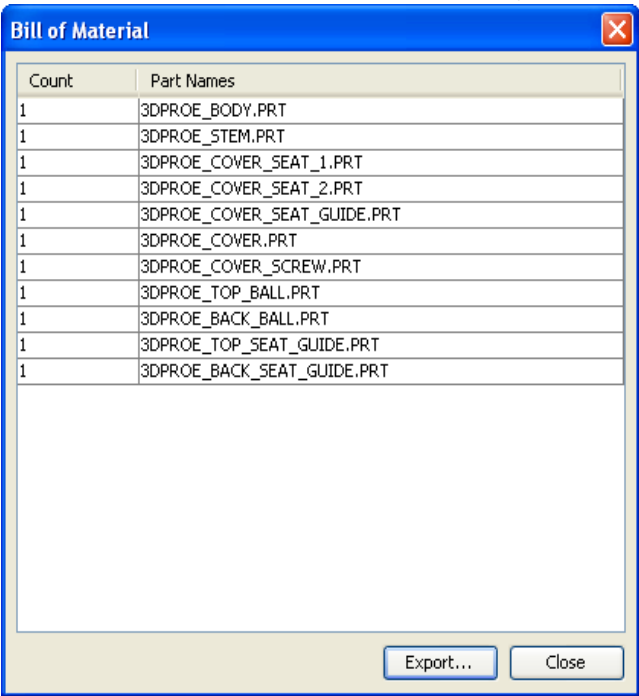 Bill of Material
Count Part Names
1 3DPROE_BODY.PRT
1 3DPROE_STEM.PRT
1 3DPROE_COVER_SEAT_1.PRT
1 3DPROE_COVER_SEAT_2.PRT
1 3DPROE_COVER_SEAT_GUIDE.PRT
1 3DPROE_COVER.PRT
1 3DPROE_COVER_SCREW.PRT
1 3DPROE_TOP_BALL.PRT
1 3DPROE_BACK_BALL.PRT
1 3DPROE_TOP_SEAT_GUIDE.PRT
1 3DPROE_BACK_SEAT_GUIDE.PRT
Export... Close